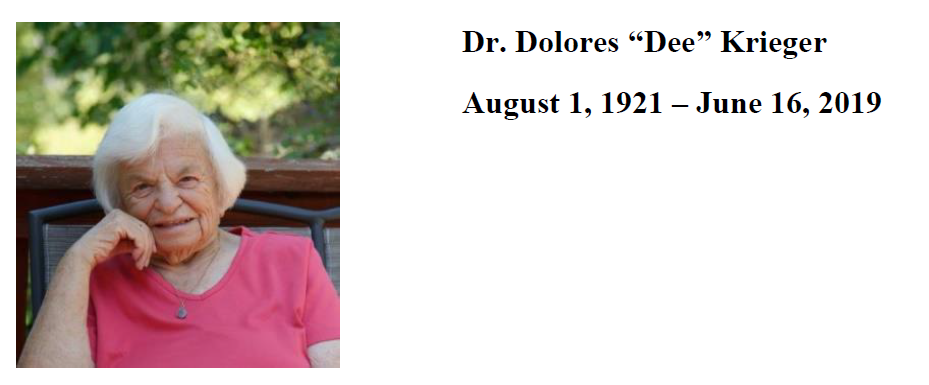 Dr. Dolores “Dee” Krieger
August 1, 1921 – June 16, 2019